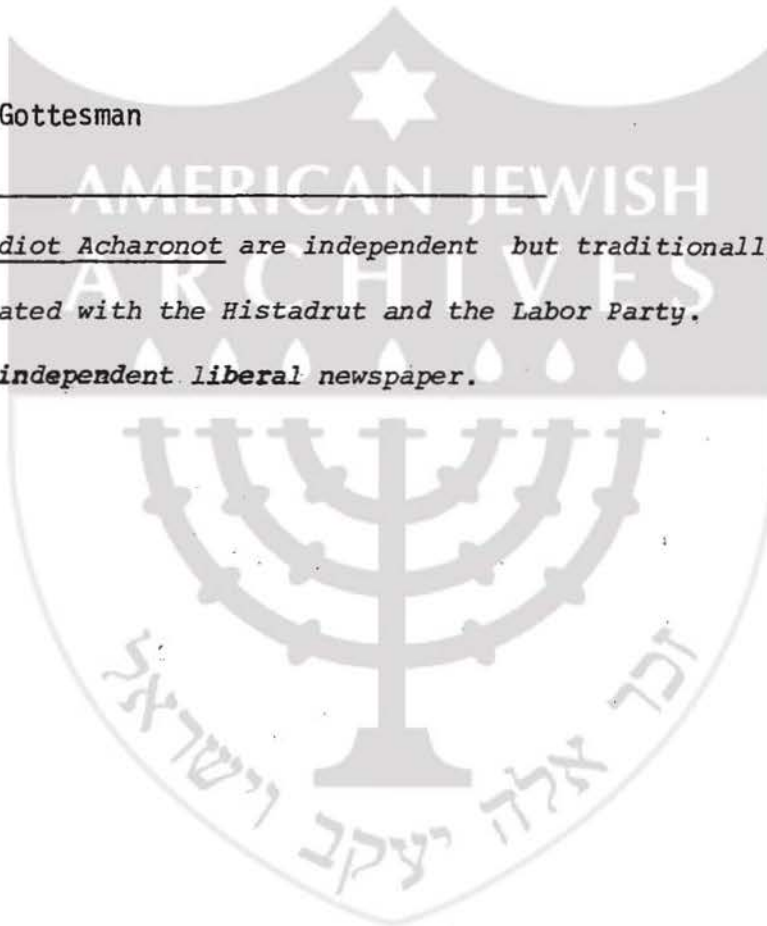 Gottesman
AMERICAN JEWISH
diot Acharonot are independent but traditionall
ARCHIVES
ated with the Histadrut and the Labor Party.
independent liberal newspaper.
זכר אלה יעקב וישראל